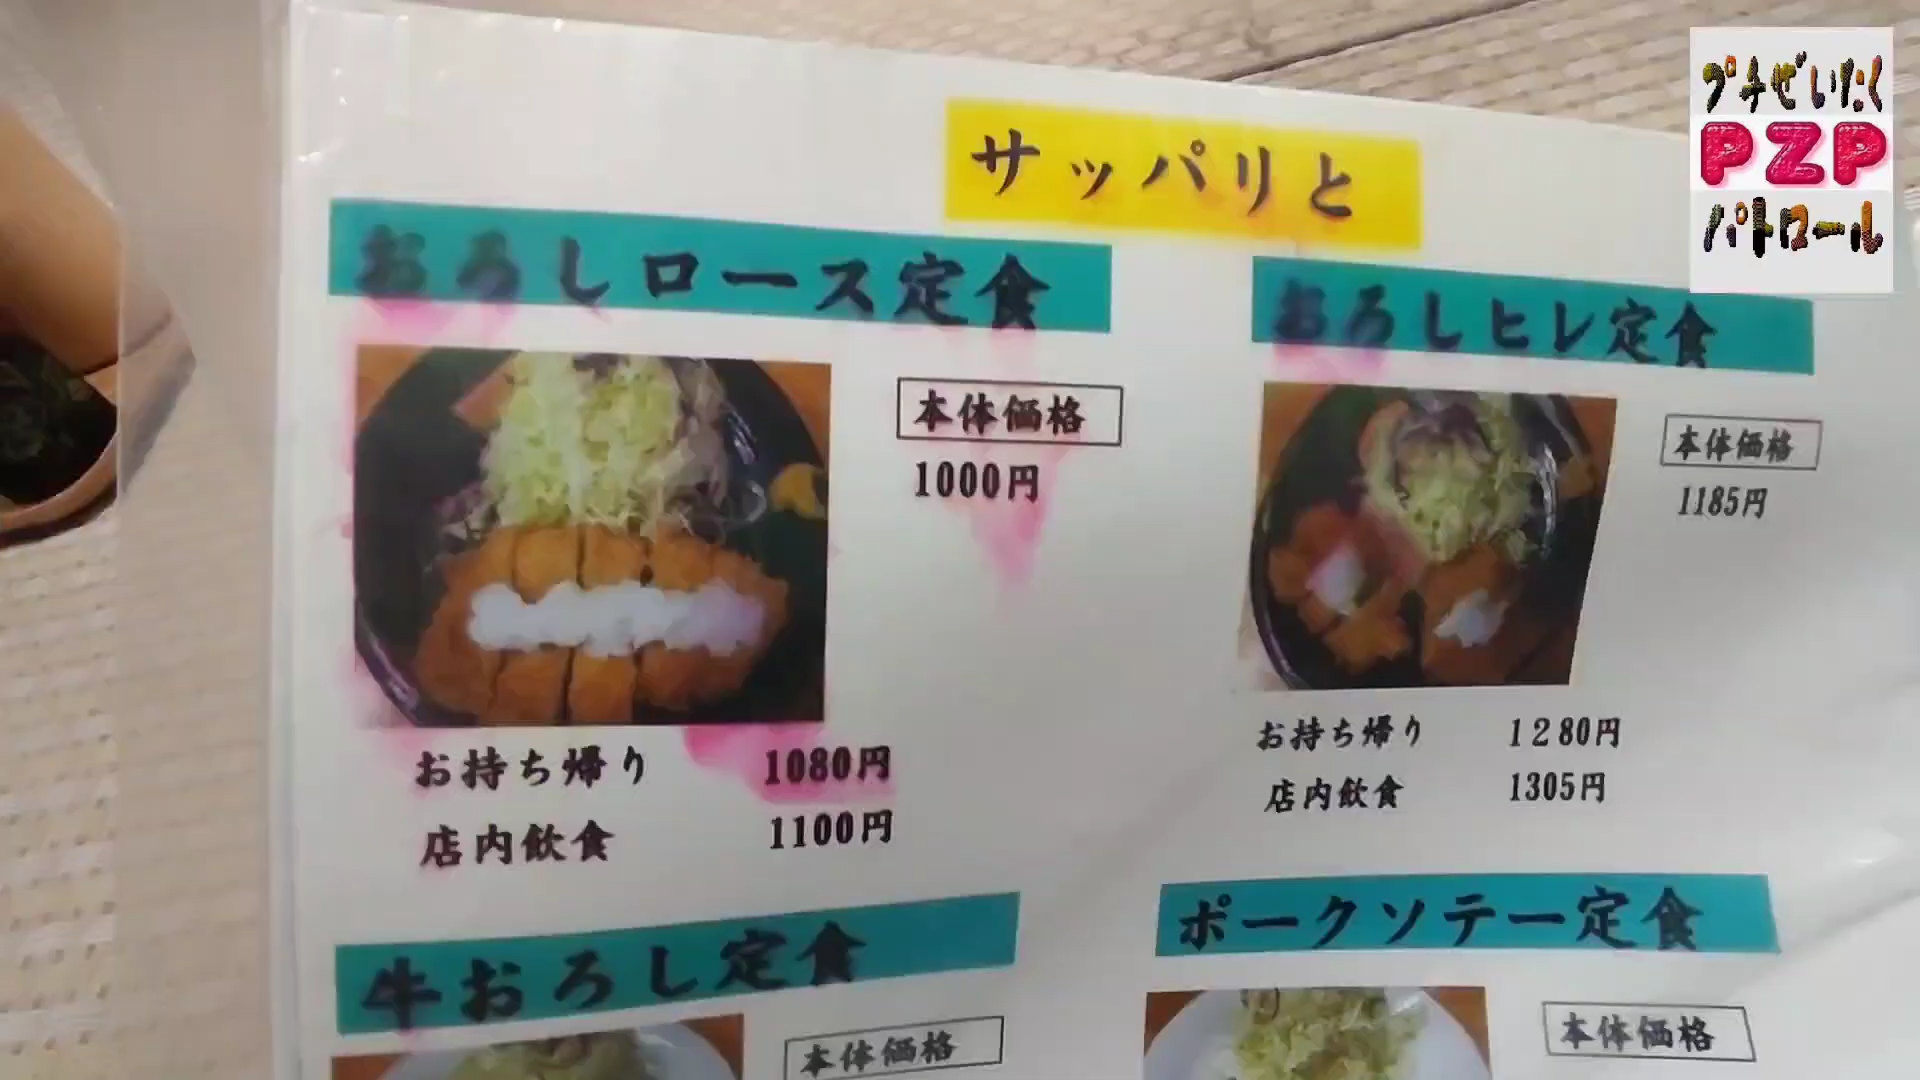 プチぜいたく
PZP
パトロール
サッパリと
おろしロース定食
本体価格
1000円
お持ち帰り 1080円
店内飲食 1100円
おろしヒレ定食
本体価格
1185円
お持ち帰り 1280円
店内飲食 1305円
牛おろし定食
本体価格
ポークソテー定食
本体価格